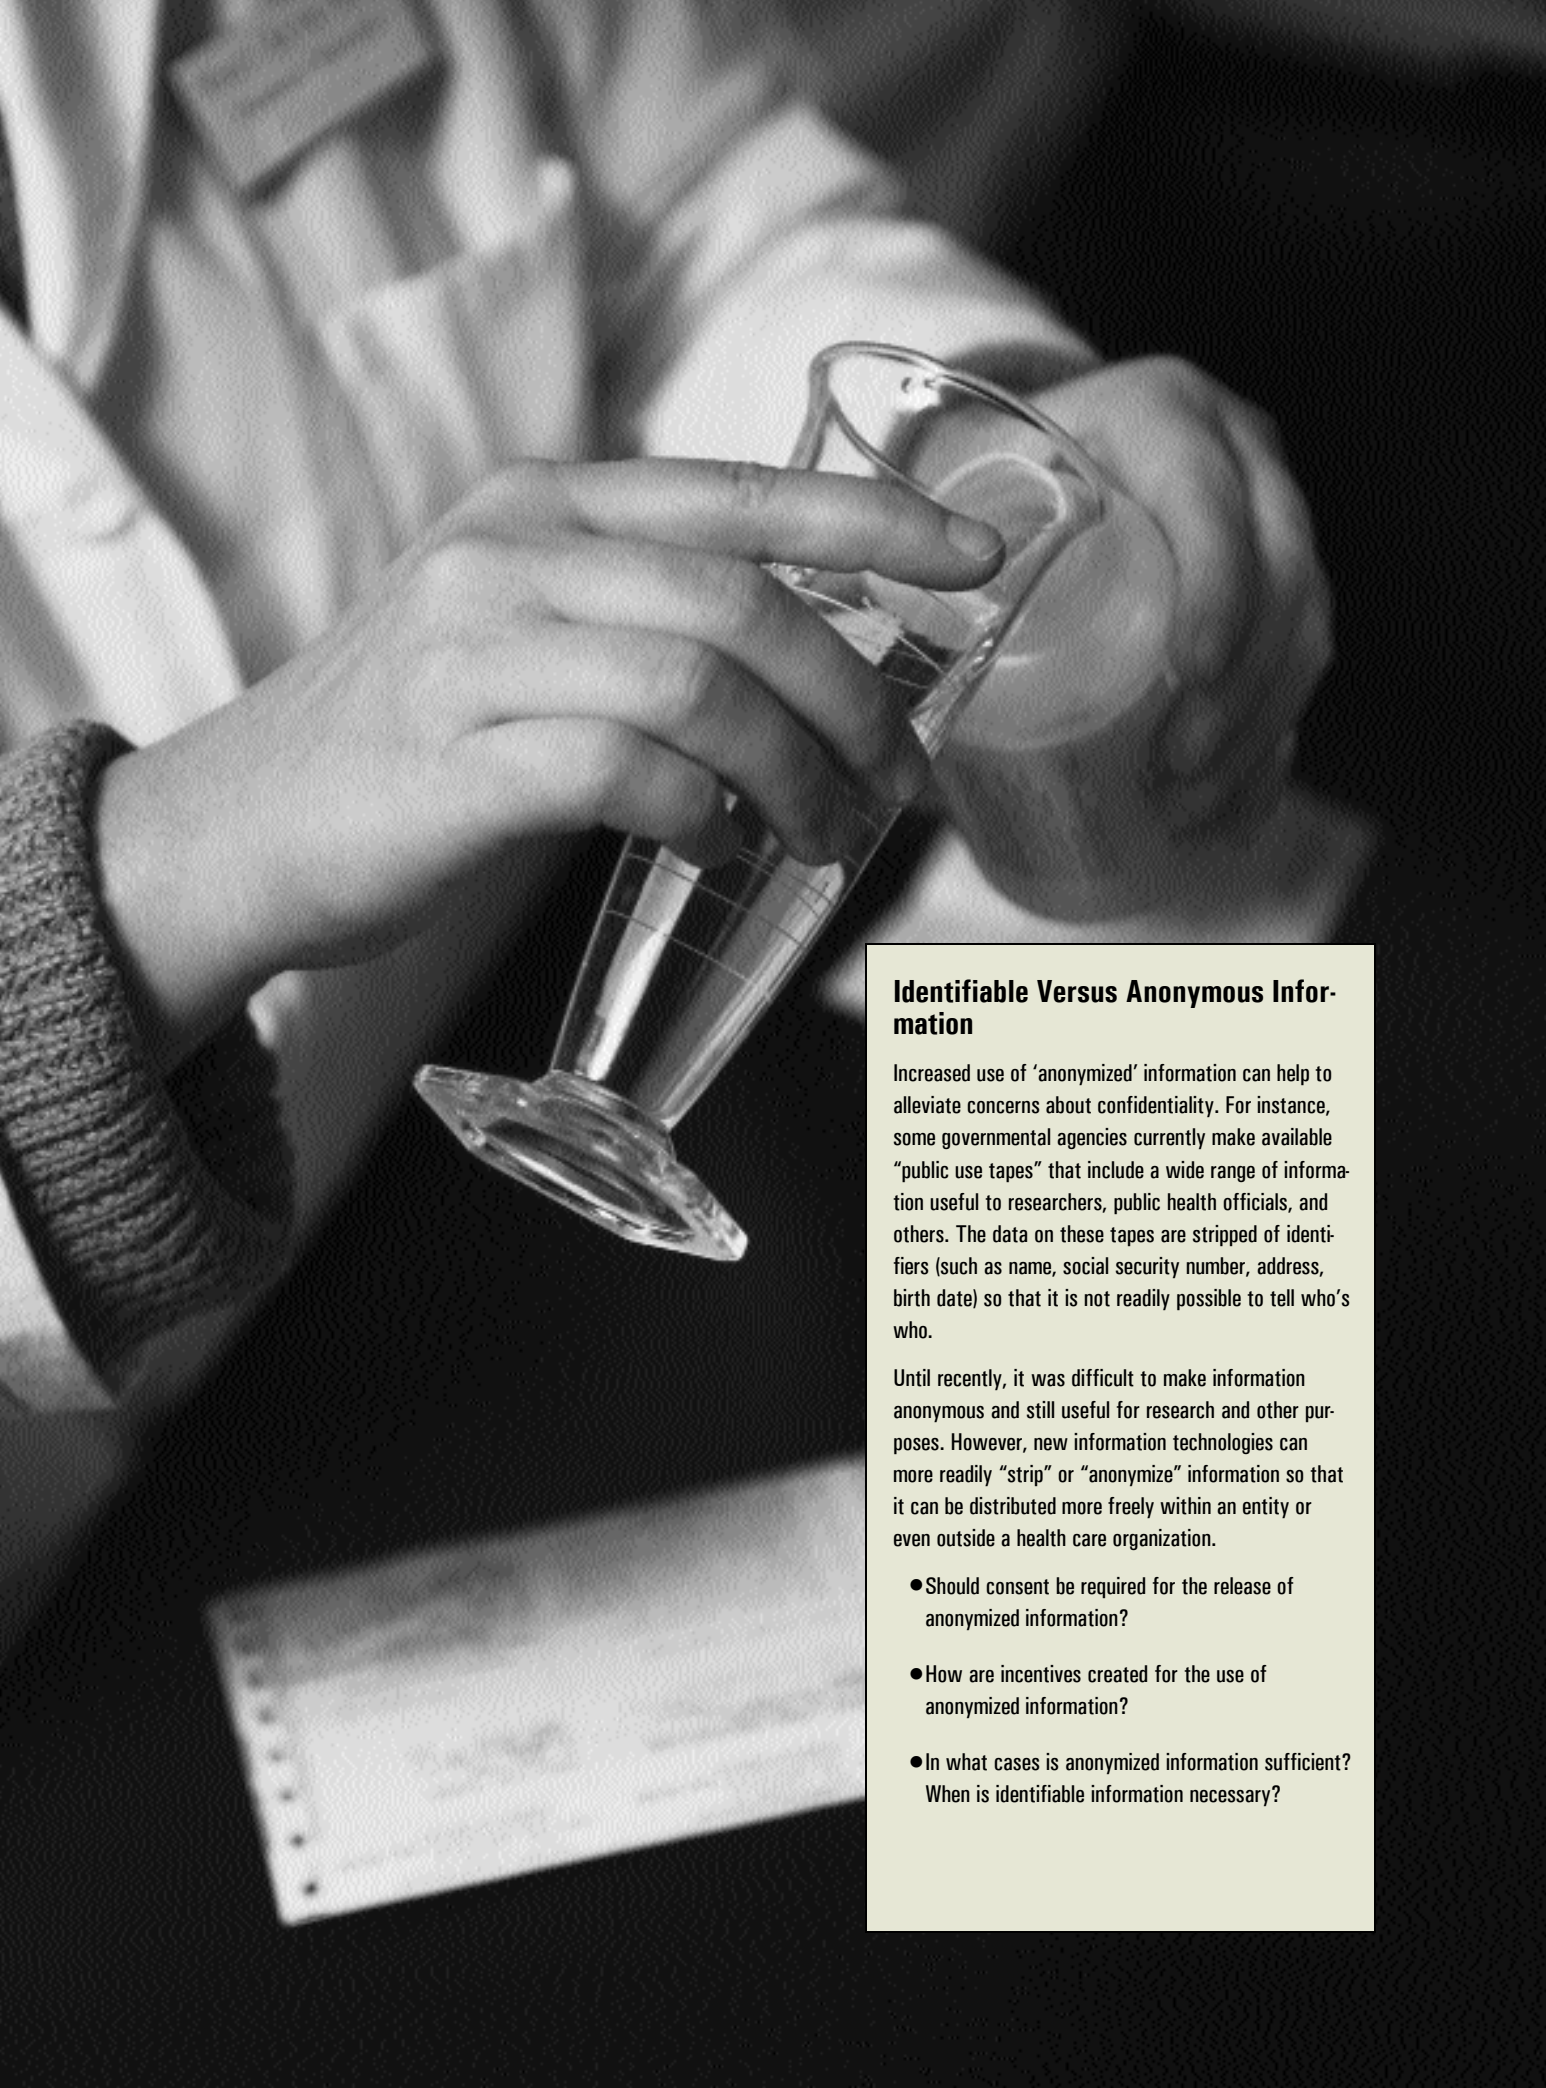 Identifiable Versus Anonymous Infor-
mation
Increased use of ‘anonymized’ information can help to
alleviate concerns about confidentiality. For instance,
some governmental agencies currently make available
“public use tapes” that include a wide range of informa-
tion useful to researchers, public health officials, and
others. The data on these tapes are stripped of identi-
fiers (such as name, social security number, address,
birth date) so that it is not readily possible to tell who’s
who.
Until recently, it was difficult to make information
anonymous and still useful for research and other pur-
poses. However, new information technologies can
more readily “strip” or “anonymize” information so that
it can be distributed more freely within an entity or
even outside a health care organization.
●Should consent be required for the release of
anonymized information?
●How are incentives created for the use of
anonymized information?
●In what cases is anonymized information sufficient?
When is identifiable information necessary?